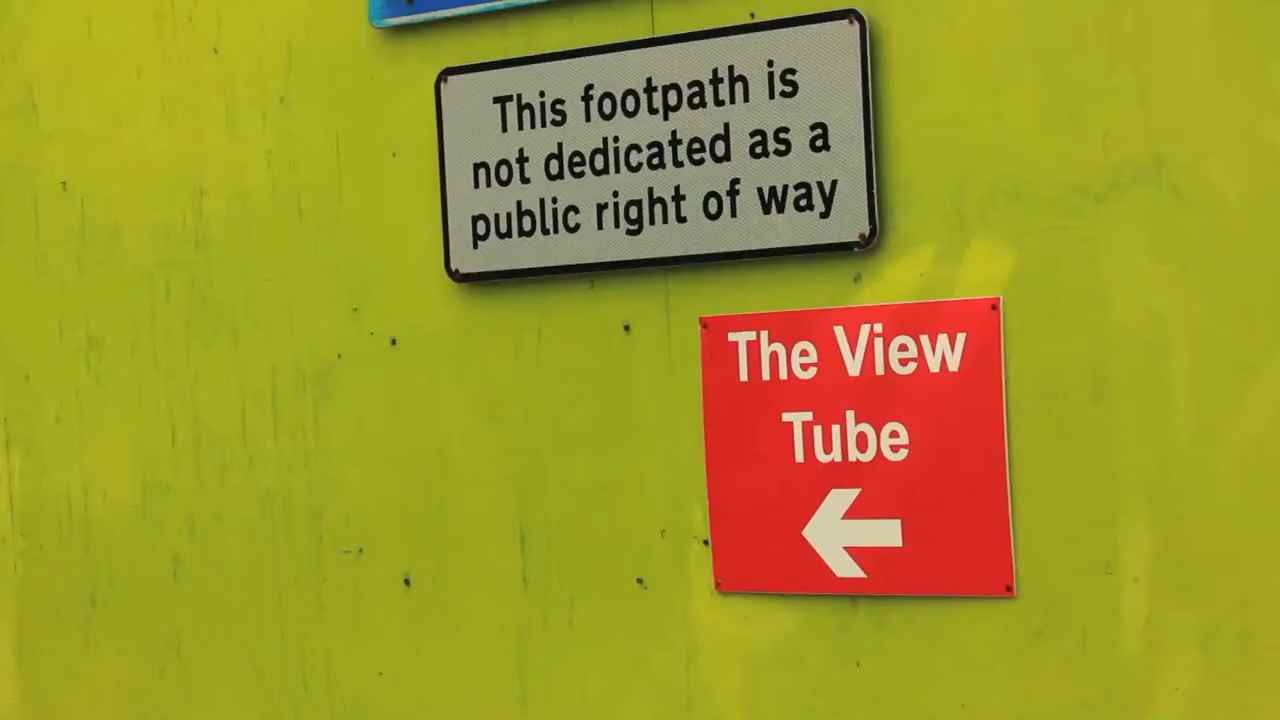 This footpath is
not dedicated as a
public right of way
The View
Tube